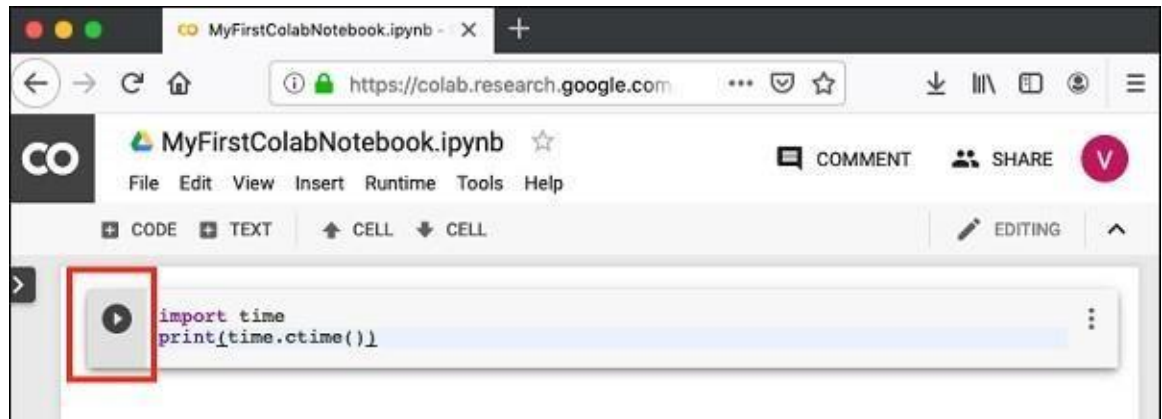 CO MyFirstColabNotebook.ipynb -
https://colab.research.google.com
CO
MyFirstColabNotebook.ipynb
COMMENT SHARE V
File Edit View Insert Runtime Tools Help
CODE TEXT CELL CELL EDITING
import time
print(time.ctime())